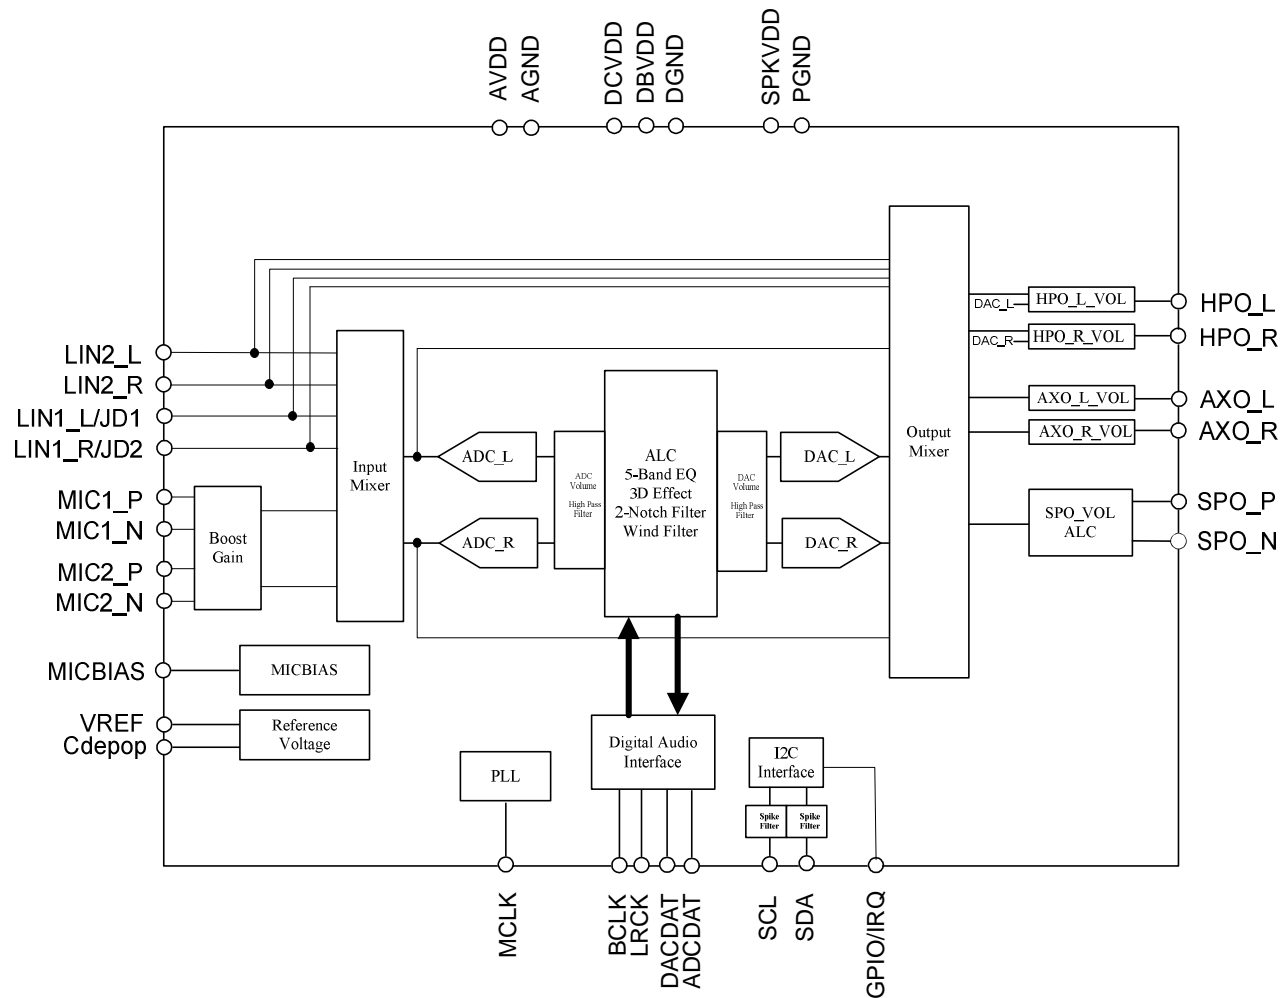 AVDD
AGND
DCVDD
DBVDD
DGND
SPKVDD
PGND
LIN2_L
LIN2_R
LIN1_L/JD1
LIN1_R/JD2
MIC1_P
MIC1_N
MIC2_P
MIC2_N
MICBIAS
VREF
Cdepop
Boost
Gain
MICBIAS
Reference
Voltage
Input
Mixer
ADC_L
ADC_R
ADC
Volume
High Pass
Filter
ALC
5-Band EQ
3D Effect
2-Notch Filter
Wind Filter
DAC
Volume
High Pass
Filter
DAC_L
DAC_R
Output
Mixer
DAC_L
HPO_L_VOL
DAC_R
HPO_R_VOL
AXO_L_VOL
AXO_R_VOL
SPO_VOL
ALC
HPO_L
HPO_R
AXO_L
AXO_R
SPO_P
SPO_N
PLL
Digital Audio
Interface
I2C
Interface
Spike
Filter
Spike
Filter
MCLK
BCLK
LRCK
DACDAT
ADCDAT
SCL
SDA
GPIO/IRQ